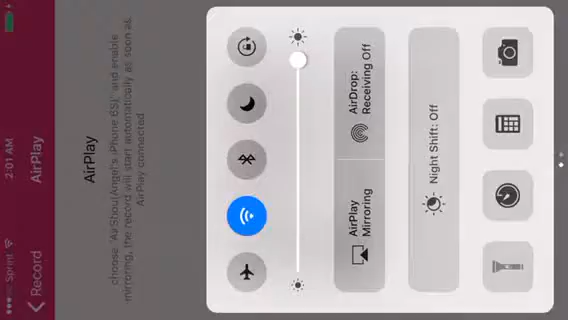 Sprint
2:01 AM
Record
AirPlay
AirPlay
choose "AirShou(Angel's iPhone 6S)" and enable
mirroring, the record will start automatically as soon as
AirPlay connected
AirPlay
Mirroring
AirDrop:
Receiving Off
Night Shift: Off